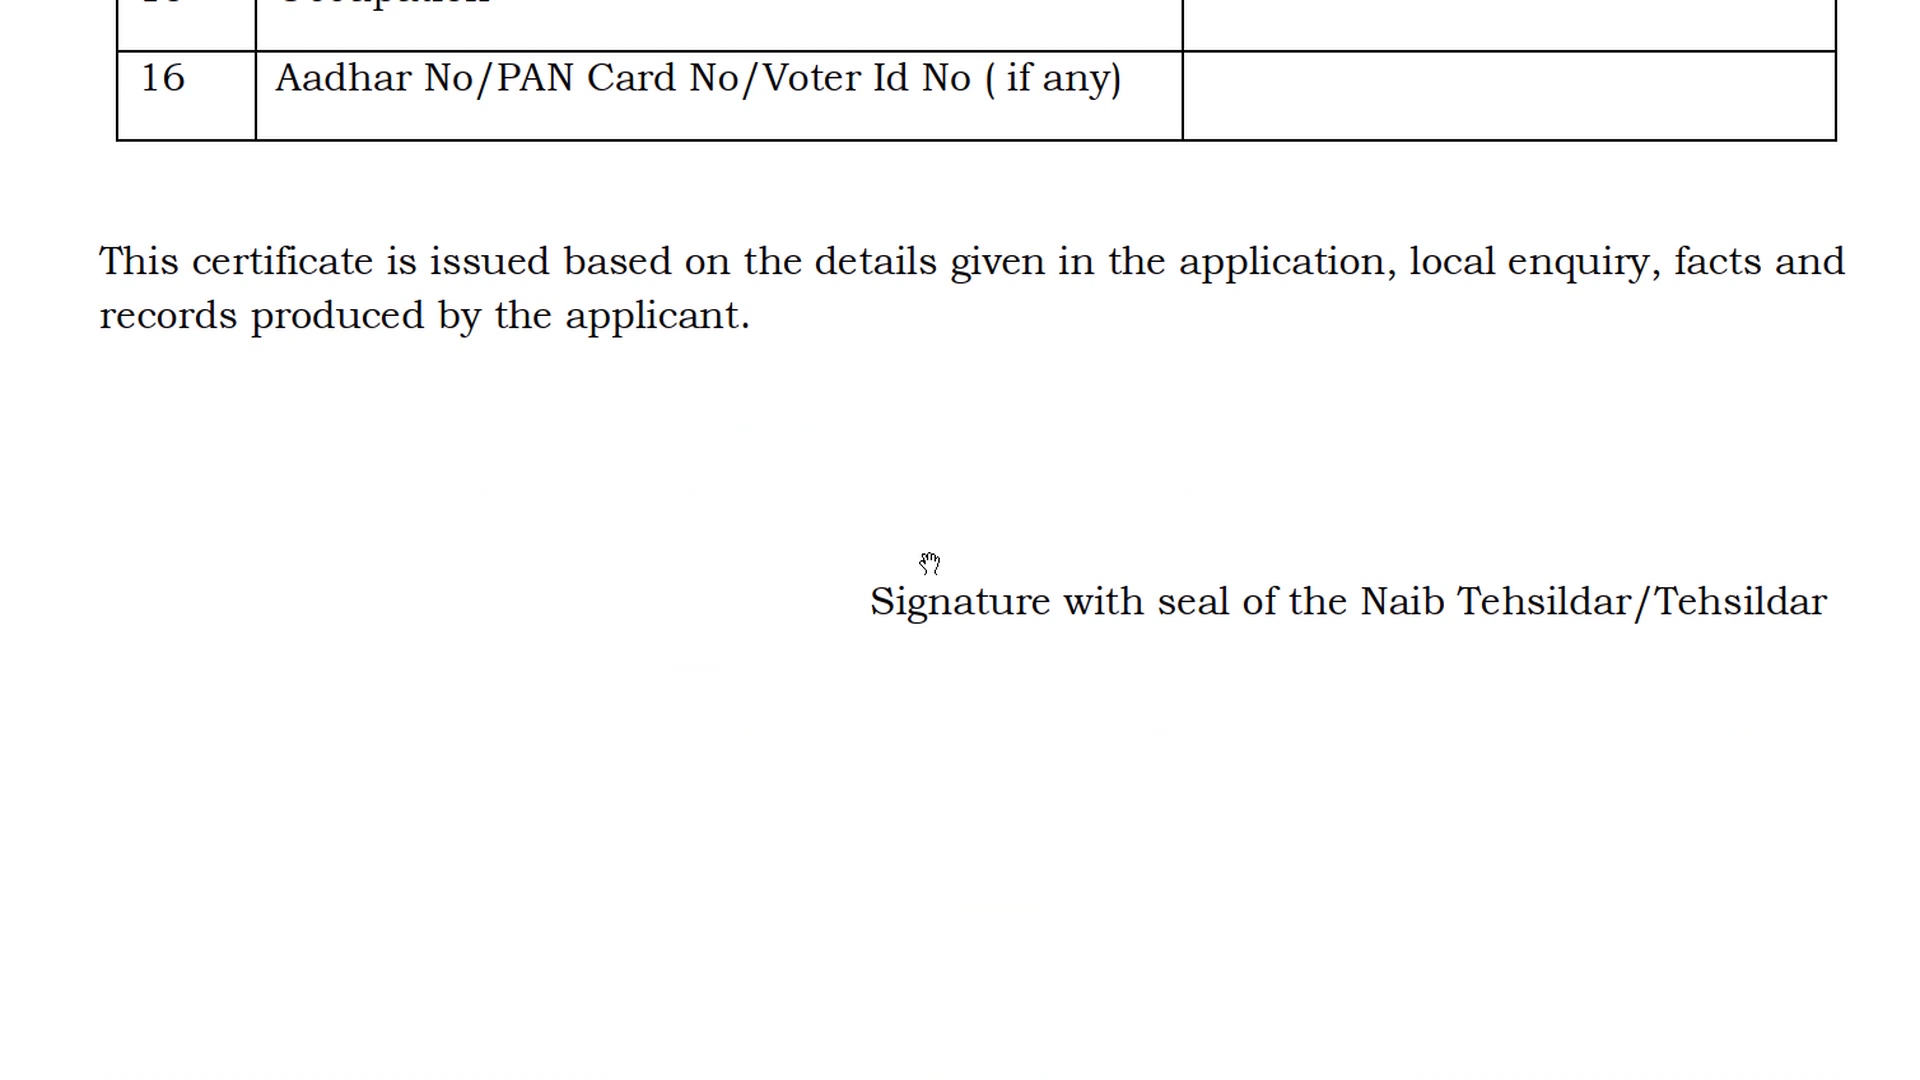 Occupation
16 Aadhar No/PAN Card No/Voter Id No ( if any)
This certificate is issued based on the details given in the application, local enquiry, facts and
records produced by the applicant.
Signature with seal of the Naib Tehsildar/Tehsildar